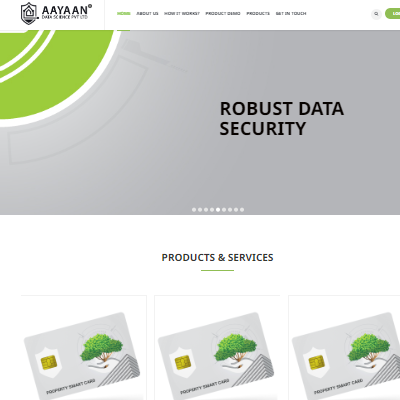 AAYAAN®
DATA SCIENCE PVT LTD
HOME ABOUT US HOW IT WORKS? PRODUCT DEMO PRODUCTS GET IN TOUCH
ROBUST DATA
SECURITY
PRODUCTS & SERVICES
PROPERTY SMART CARD
PROPERTY SMART CARD
PROPERTY SMART CARD